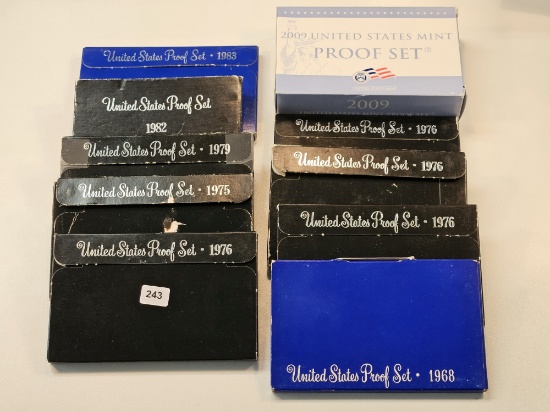 United States Proof Set · 1983
United States Proof Set
1982
United States Proof Set · 1979
United States Proof Set · 1975
United States Proof Set · 1976
243
2009 UNITED STATES MINT
PROOF SET®
2009
United States Proof Set · 1976
United States Proof Set · 1976
United States Proof Set · 1976
United States Proof Set · 1968